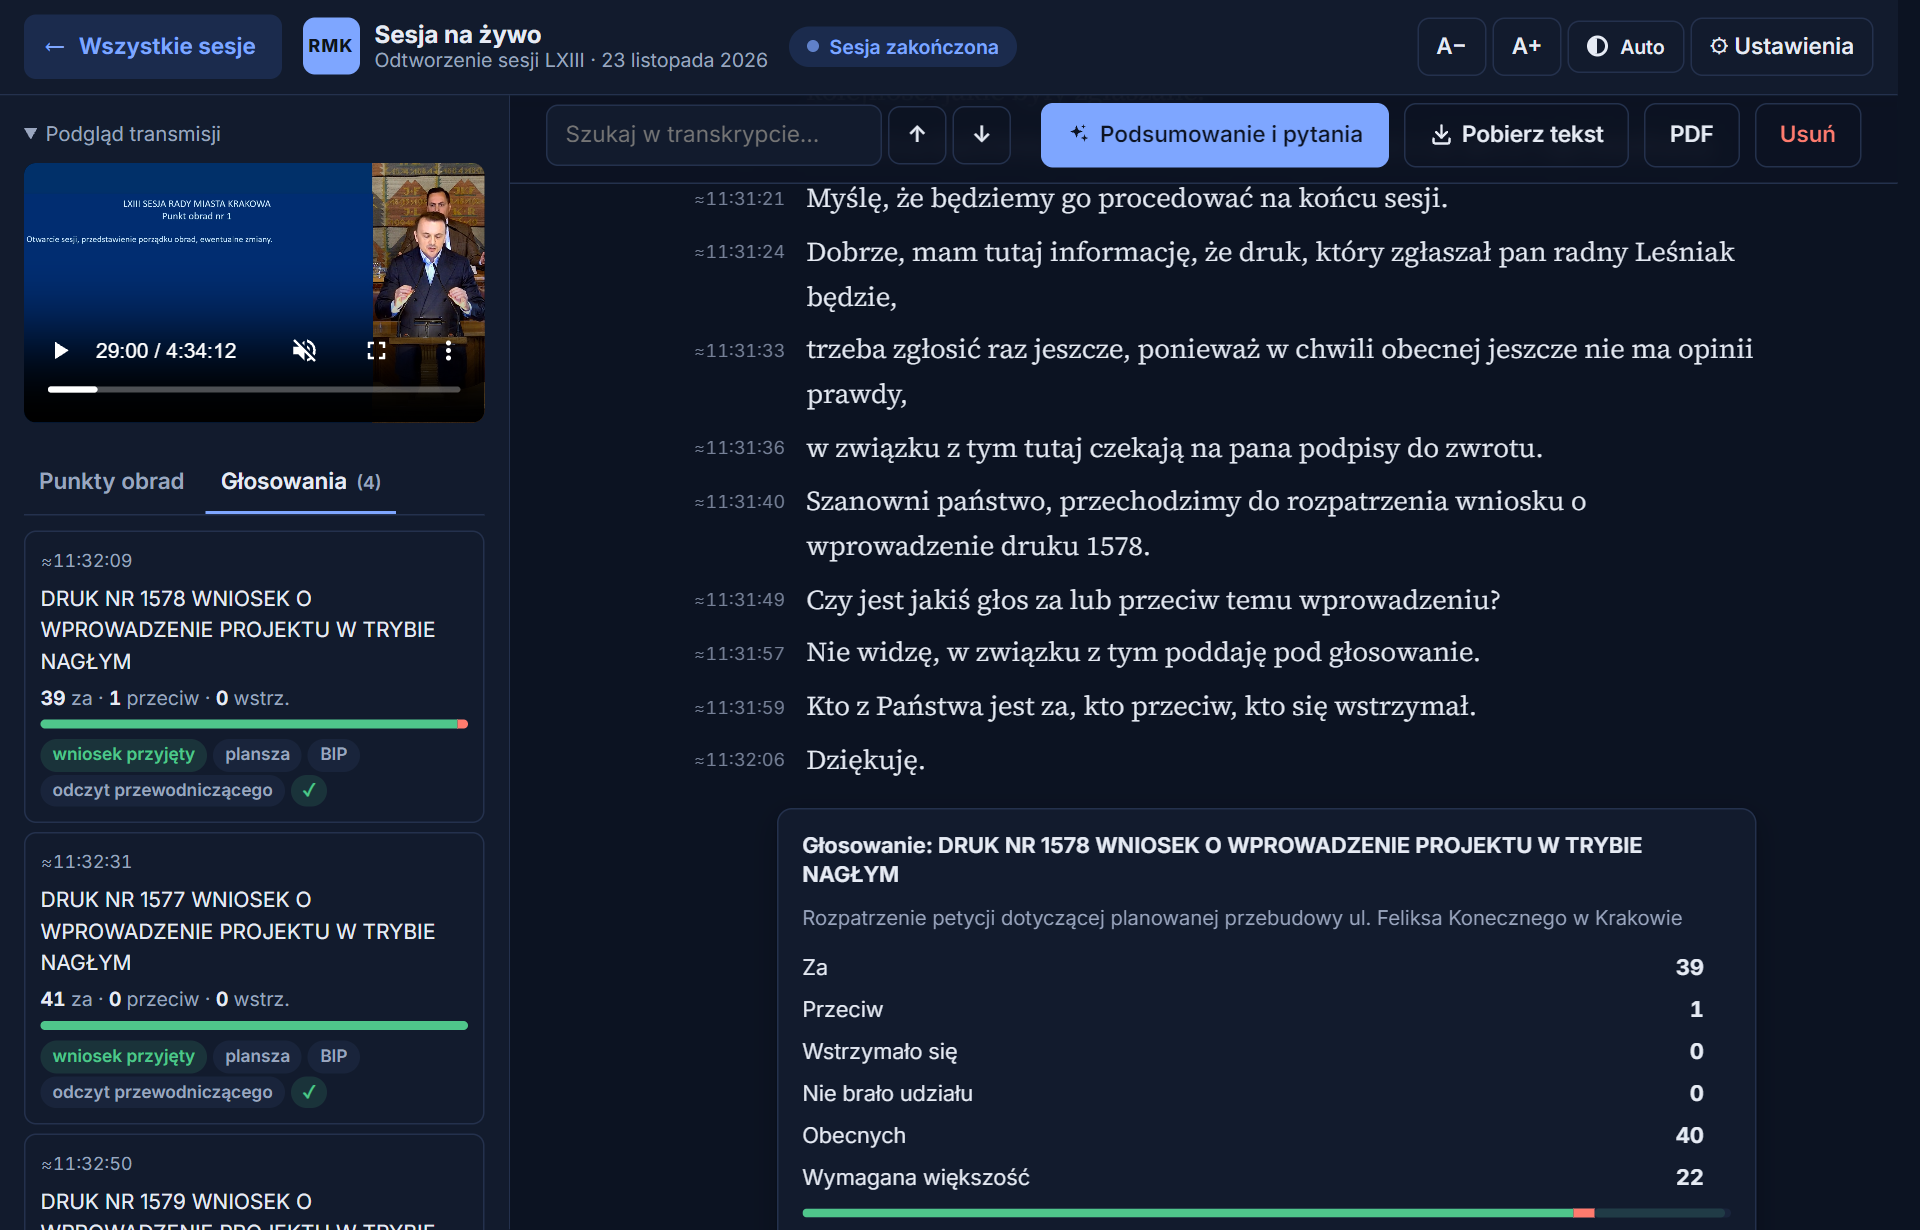 ← Wszystkie sesje
RMK
Sesja na żywo
Odtworzenie sesji LXIII · 23 listopada 2026
Sesja zakończona
A−
A+
Auto
Ustawienia
▼ Podgląd transmisji
LXIII SESJA RADY MIASTA KRAKOWA
Punkt obrad nr 1
Otwarcie sesji, przedstawienie porządku obrad, ewentualne zmiany.
29:00 / 4:34:12
Punkty obrad
Głosowania (4)
≈11:32:09
DRUK NR 1578 WNIOSEK O
WPROWADZENIE PROJEKTU W TRYBIE
NAGŁYM
39 za · 1 przeciw · 0 wstrz.
wniosek przyjęty
plansza
BIP
odczyt przewodniczącego
✓
≈11:32:31
DRUK NR 1577 WNIOSEK O
WPROWADZENIE PROJEKTU W TRYBIE
NAGŁYM
41 za · 0 przeciw · 0 wstrz.
wniosek przyjęty
plansza
BIP
odczyt przewodniczącego
✓
≈11:32:50
DRUK NR 1579 WNIOSEK O
WPROWADZENIE PROJEKTU W TRYBIE
Szukaj w transkrypcie...
↑
↓
Podsumowanie i pytania
Pobierz tekst
PDF
Usuń
≈11:31:21 Myślę, że będziemy go procedować na końcu sesji.
≈11:31:24 Dobrze, mam tutaj informację, że druk, który zgłaszał pan radny Leśniak
będzie,
≈11:31:33 trzeba zgłosić raz jeszcze, ponieważ w chwili obecnej jeszcze nie ma opinii
prawdy,
≈11:31:36 w związku z tym tutaj czekają na pana podpisy do zwrotu.
≈11:31:40 Szanowni państwo, przechodzimy do rozpatrzenia wniosku o
wprowadzenie druku 1578.
≈11:31:49 Czy jest jakiś głos za lub przeciw temu wprowadzeniu?
≈11:31:57 Nie widzę, w związku z tym poddaję pod głosowanie.
≈11:31:59 Kto z Państwa jest za, kto przeciw, kto się wstrzymał.
≈11:32:06 Dziękuję.
Głosowanie: DRUK NR 1578 WNIOSEK O WPROWADZENIE PROJEKTU W TRYBIE
NAGŁYM
Rozpatrzenie petycji dotyczącej planowanej przebudowy ul. Feliksa Konecznego w Krakowie
Za 39
Przeciw 1
Wstrzymało się 0
Nie brało udziału 0
Obecnych 40
Wymagana większość 22